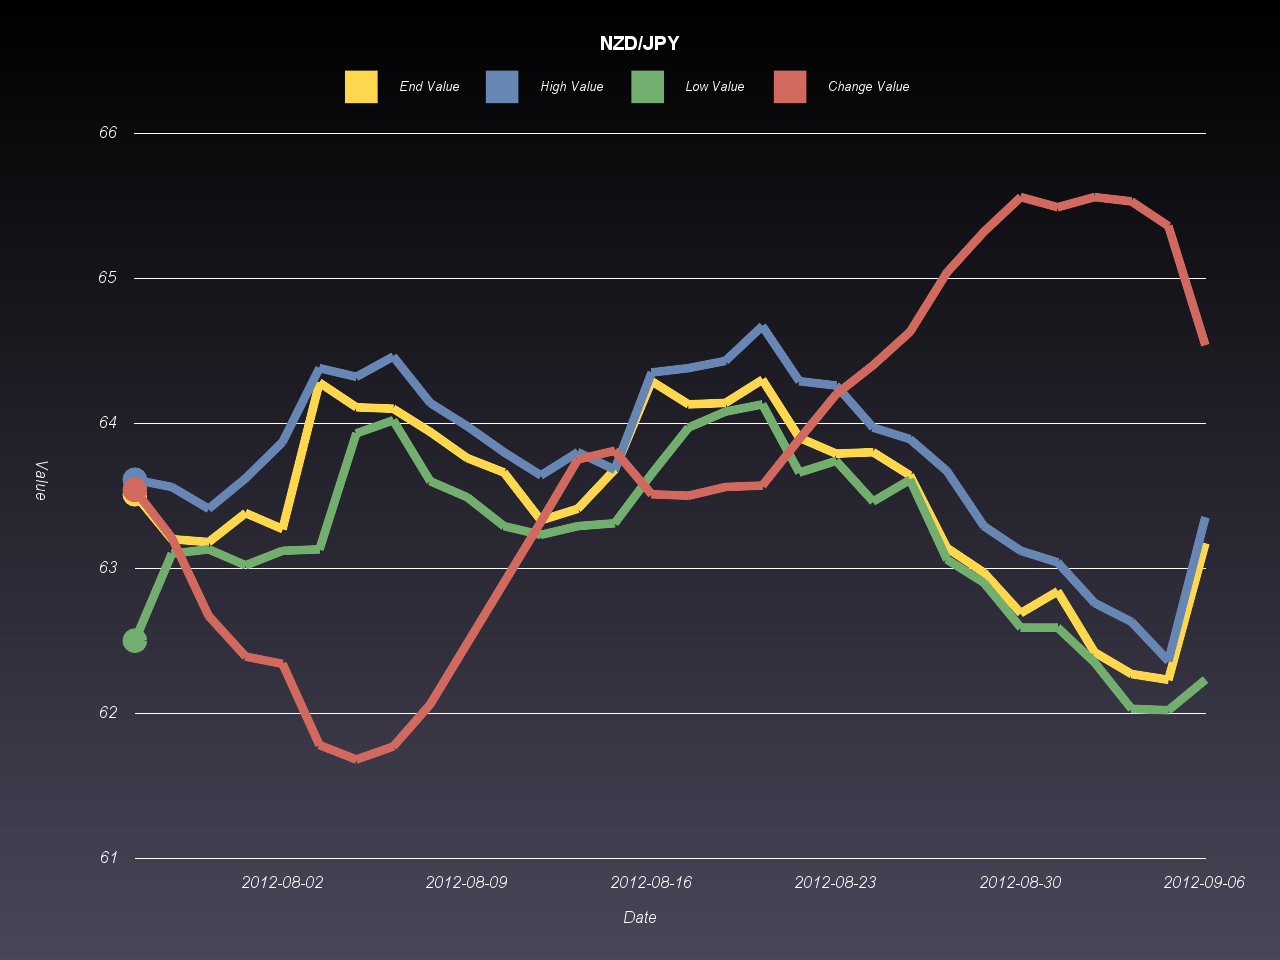 NZD/JPY
End Value High Value Low Value Change Value
66
65
64
63
62
61
Value
2012-08-02 2012-08-09 2012-08-16 2012-08-23 2012-08-30 2012-09-06
Date